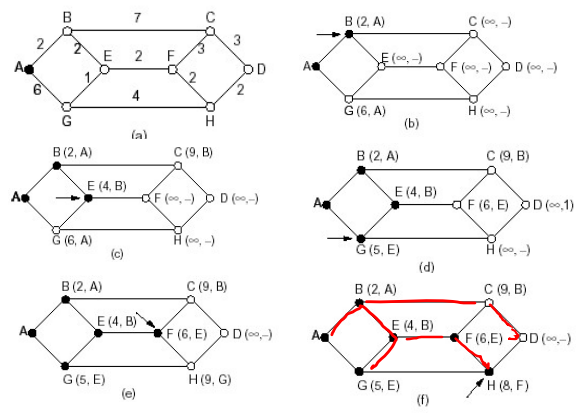 B 7 C
2 2 3 3
A E 2 F D
6 1 2 2
4
G H
(a)
B (2, A) C (∞, –)
A E (∞, –) F (∞, –) D (∞, –)
G (6, A) H (∞, –)
(b)
B (2, A) C (9, B)
A E (4, B) F (∞, –) D (∞,–)
G (6, A) H (∞, –)
(c)
B (2, A) C (9, B)
A E (4, B) F (6, E) D (∞,1)
G (5, E) H (∞, –)
(d)
B (2, A) C (9, B)
A E (4, B) F (6, E) D (∞,–)
G (5, E) H (9, G)
(e)
B (2, A) C (9, B)
A E (4, B) F (6,E) D (∞,–)
G (5, E) H (8, F)
(f)